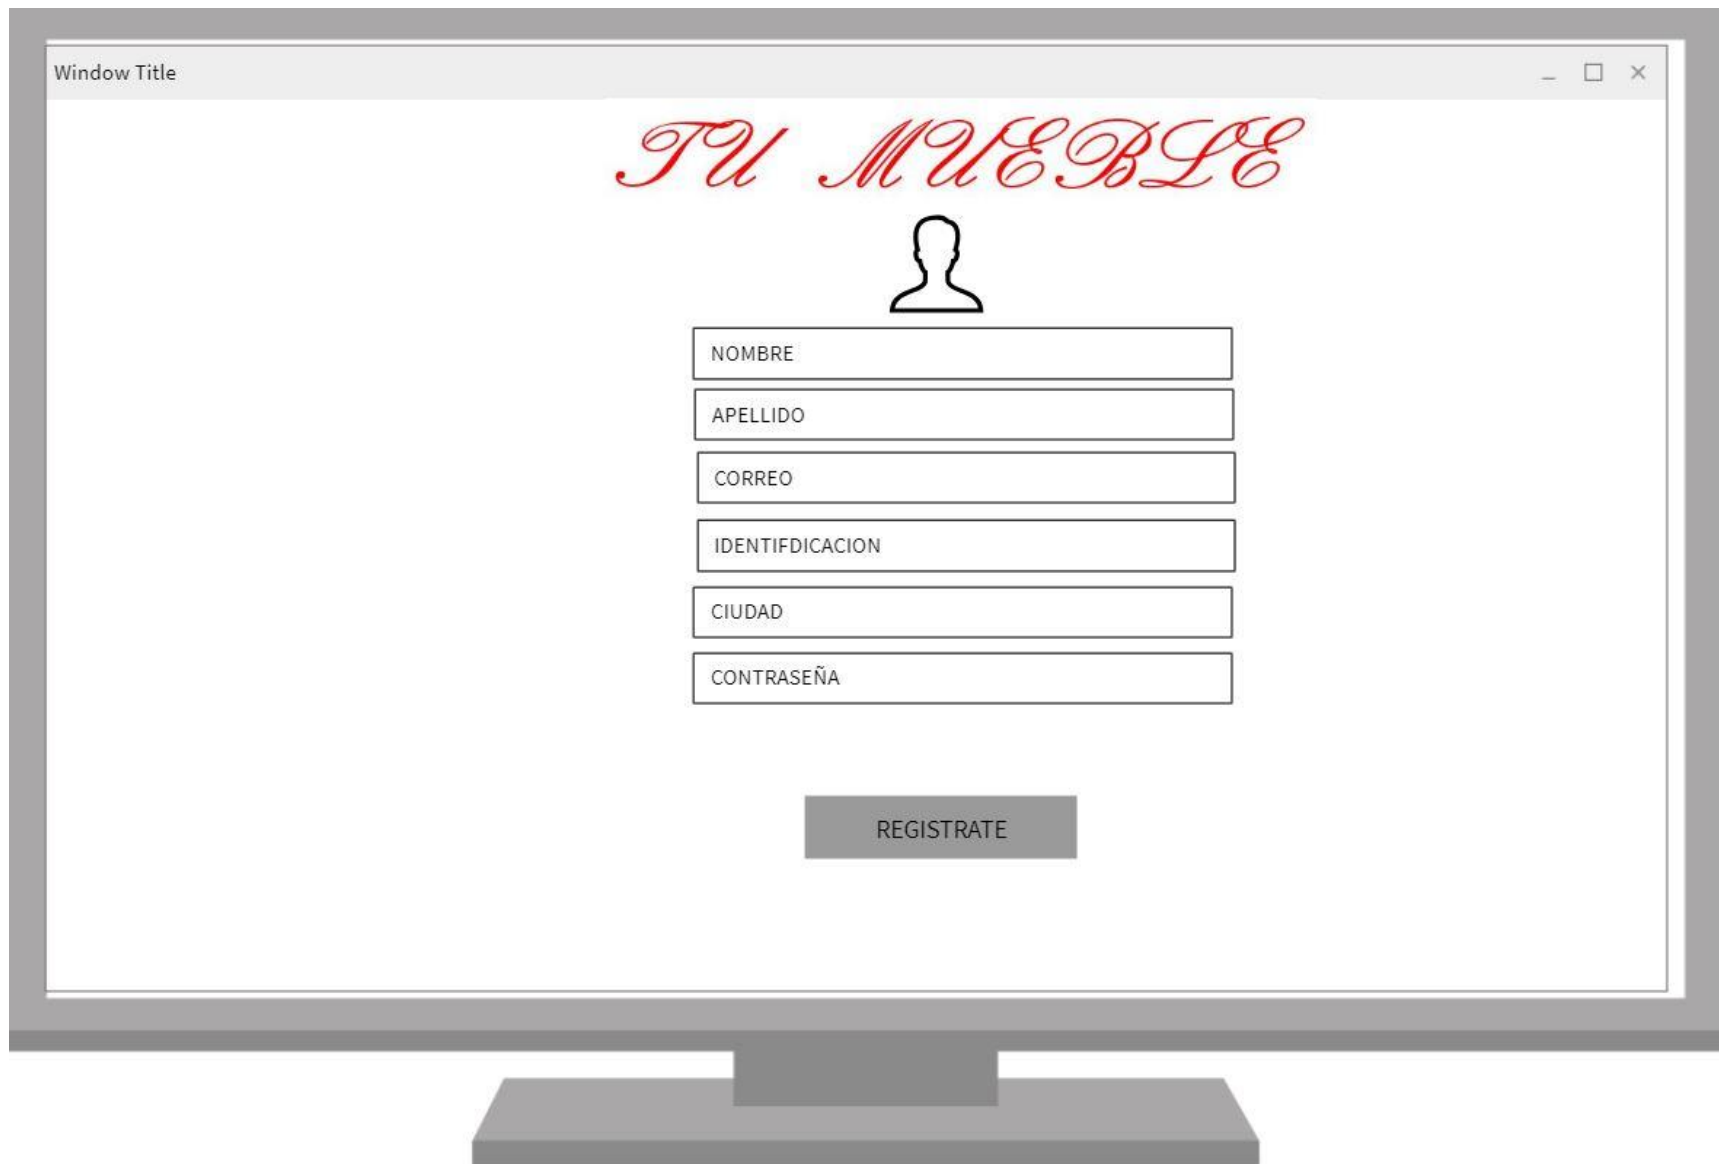 Window Title
TU MUEBLE
NOMBRE
APELLIDO
CORREO
IDENTIFDICACION
CIUDAD
CONTRASEÑA
REGISTRATE